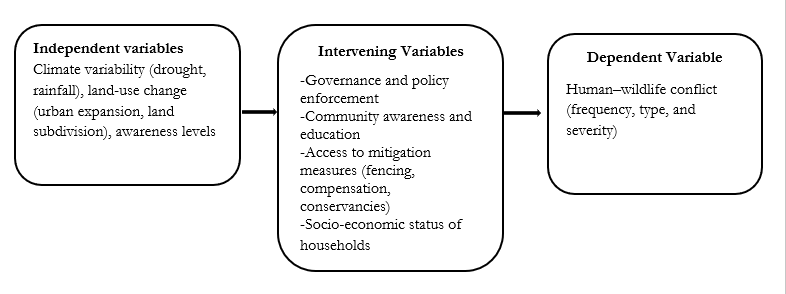 Independent variables
Climate variability (drought,
rainfall), land-use change
(urban expansion, land
subdivision), awareness levels
Intervening Variables
-Governance and policy
enforcement
-Community awareness and
education
-Access to mitigation
measures (fencing,
compensation,
conservancies)
-Socio-economic status of
households
Dependent Variable
Human–wildlife conflict
(frequency, type, and
severity)